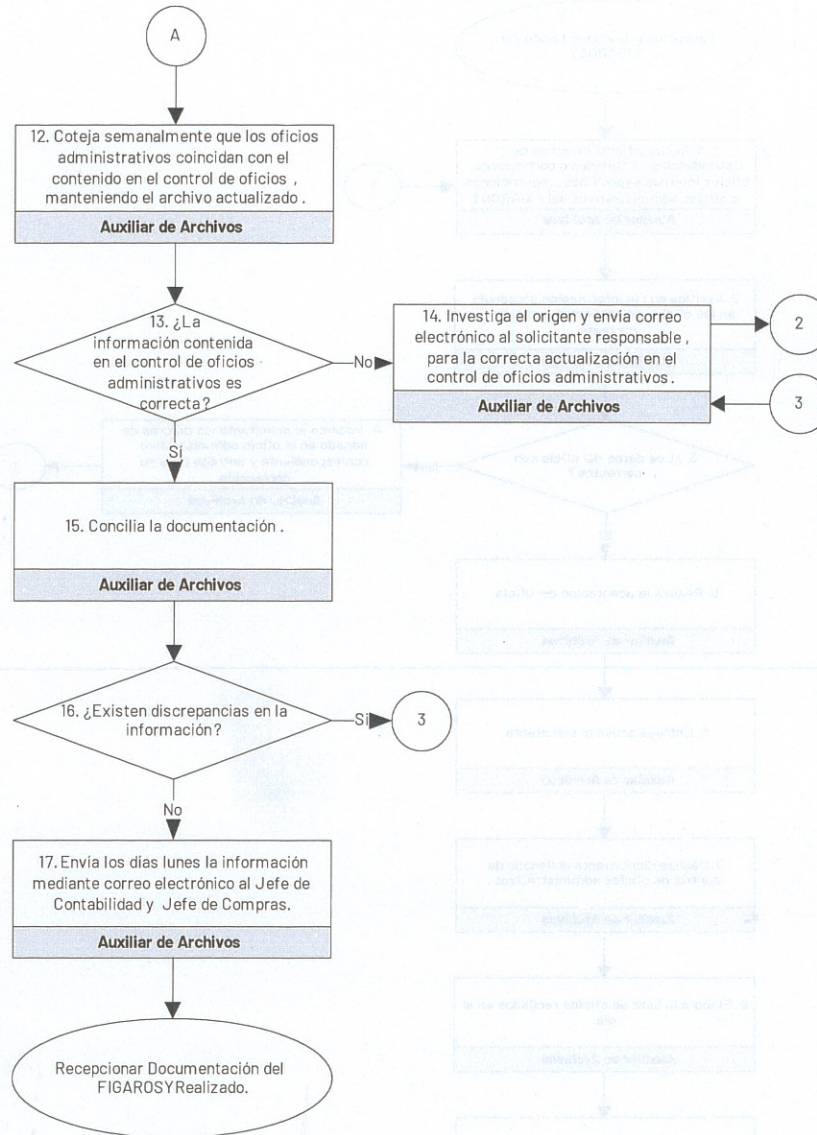 A
12. Coteja semanalmente que los oficios
administrativos coincidan con el
contenido en el control de oficios ,
manteniendo el archivo actualizado .
Auxiliar de Archivos
13. ¿La
información contenida
en el control de oficios
administrativos es
correcta?
No
14. Investiga el origen y envía correo
electrónico al solicitante responsable ,
para la correcta actualización en el
control de oficios administrativos .
Auxiliar de Archivos
2
3
Si
15. Concilia la documentación .
Auxiliar de Archivos
16. ¿Existen discrepancias en la
información?
Si
3
No
17. Envía los días lunes la información
mediante correo electrónico al Jefe de
Contabilidad y Jefe de Compras.
Auxiliar de Archivos
Recepcionar Documentación del
FIGAROSYRealizado.